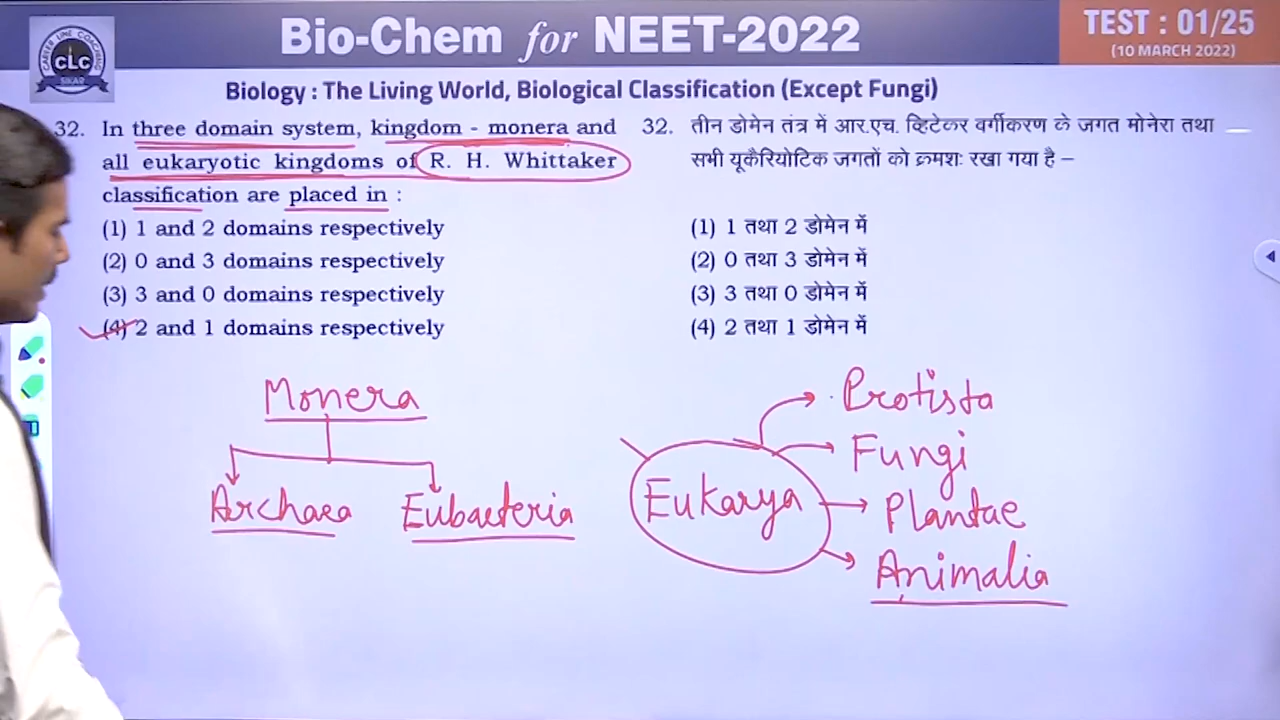 Bio-Chem for NEET-2022
TEST : 01/25
(10 MARCH 2022)
CAREER LINE COACHING
CLC
SIKAR
Biology : The Living World, Biological Classification (Except Fungi)
32. In three domain system, kingdom - monera and
all eukaryotic kingdoms of R. H. Whittaker
classification are placed in :
(1) 1 and 2 domains respectively
(2) 0 and 3 domains respectively
(3) 3 and 0 domains respectively
(4) 2 and 1 domains respectively
32. तीन डोमेन तंत्र में आर.एच. व्हिटेकर वर्गीकरण के जगत मोनेरा तथा
सभी यूकैरियोटिक जगतों को क्रमशः रखा गया है –
(1) 1 तथा 2 डोमेन में
(2) 0 तथा 3 डोमेन में
(3) 3 तथा 0 डोमेन में
(4) 2 तथा 1 डोमेन में
Monera
Archaea Eubacteria
Eukarya
Protista
Fungi
Plantae
Animalia